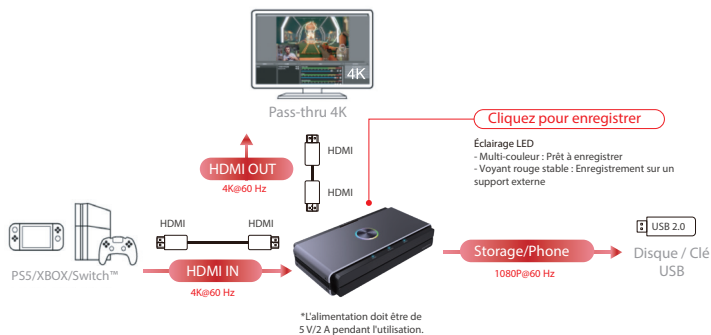 4K
Pass-thru 4K
Cliquez pour enregistrer
HDMI
Éclairage LED
- Multi-couleur : Prêt à enregistrer
- Voyant rouge stable : Enregistrement sur un
support externe
HDMI OUT
4K@60 Hz
HDMI
HDMI
HDMI
USB 2.0
PS5/XBOX/Switch™
HDMI IN
4K@60 Hz
Storage/Phone
1080P@60 Hz
Disque / Clé
USB
*L'alimentation doit être de
5 V/2 A pendant l'utilisation.